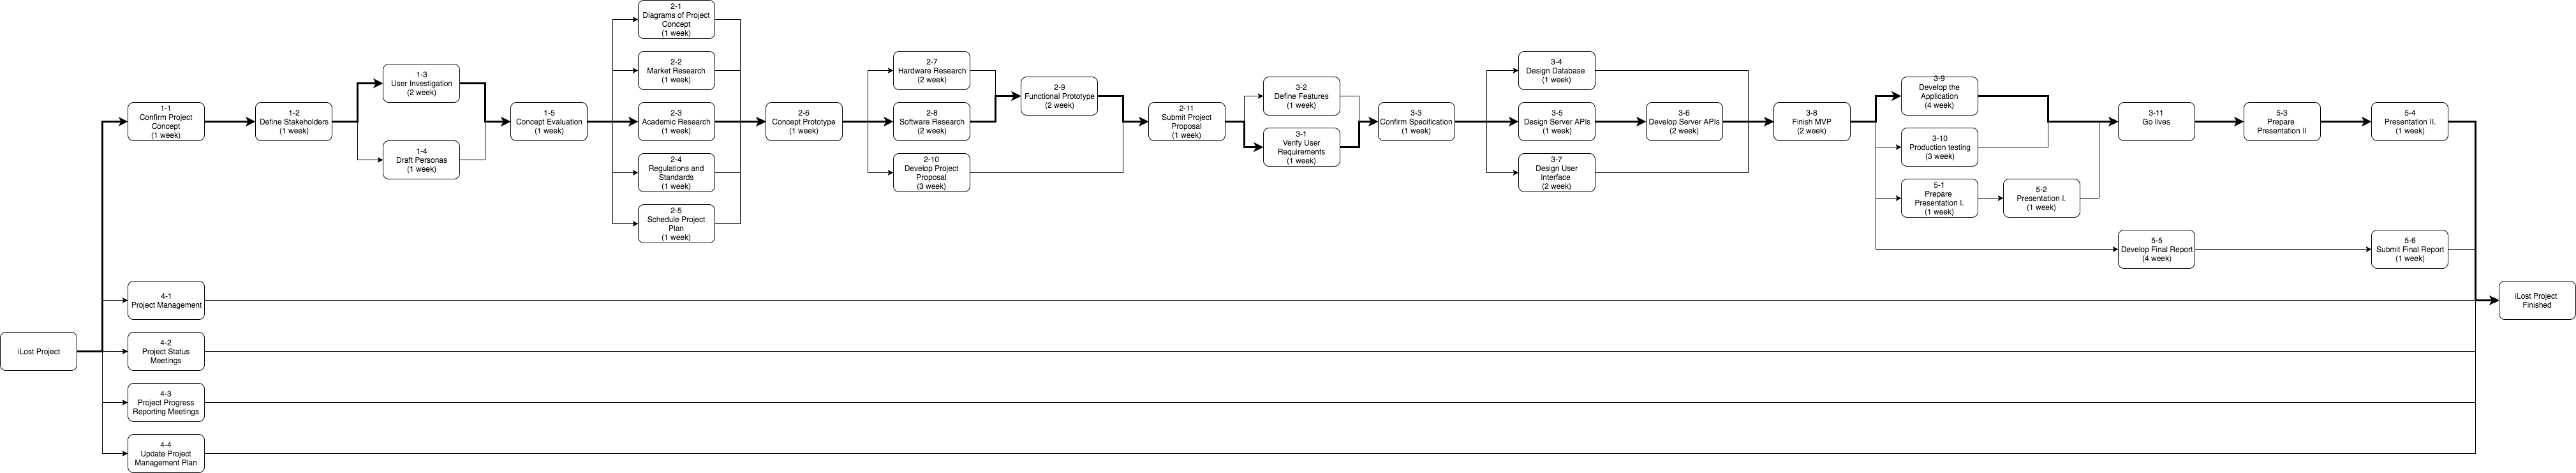 2-1
Diagrams of Project
Concept
(1 week)
2-2
Market Research
(1 week)
2-7
Hardware Research
(2 week)
3-4
Design Database
(1 week)
1-3
User Investigation
(2 week)
2-9
Functional Prototype
(2 week)
3-2
Define Features
(1 week)
3-9
Develop the
Application
(4 week)
1-1
Confirm Project
Concept
(1 week)
1-2
Define Stakeholders
(1 week)
1-5
Concept Evaluation
(1 week)
2-3
Academic Research
(1 week)
2-6
Concept Prototype
(1 week)
2-8
Software Research
(2 week)
2-11
Submit Project
Proposal
(1 week)
3-3
Confirm Specification
(1 week)
3-5
Design Server APIs
(1 week)
3-6
Develop Server APIs
(2 week)
3-8
Finish MVP
(2 week)
3-11
Go lives
5-3
Prepare
Presentation II
5-4
Presentation II.
(1 week)
3-1
Verify User
Requirements
(1 week)
3-10
Production testing
(3 week)
1-4
Draft Personas
(1 week)
2-4
Regulations and
Standards
(1 week)
2-10
Develop Project
Proposal
(3 week)
3-7
Design User
Interface
(2 week)
5-1
Prepare
Presentation I.
(1 week)
5-2
Presentation I.
(1 week)
2-5
Schedule Project
Plan
(1 week)
5-5
Develop Final Report
(4 week)
5-6
Submit Final Report
(1 week)
4-1
Project Management
iLost Project
Finished
iLost Project
4-2
Project Status
Meetings
4-3
Project Progress
Reporting Meetings
4-4
Update Project
Management Plan